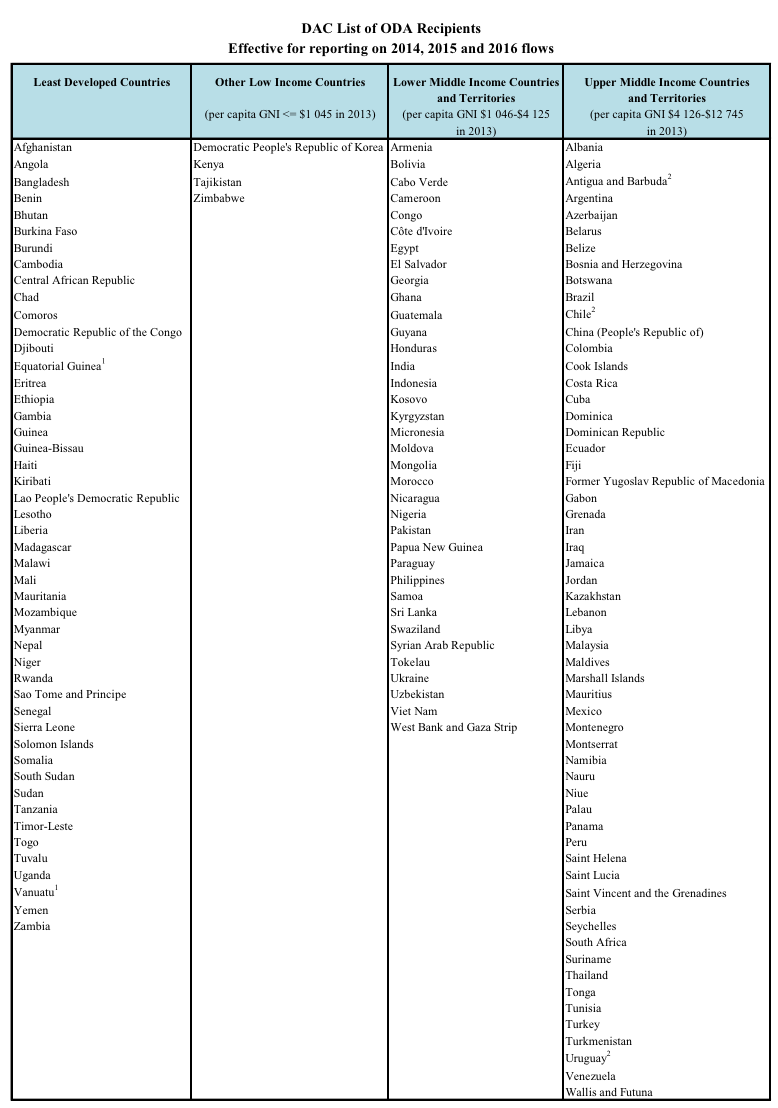 DAC List of ODA Recipients
Effective for reporting on 2014, 2015 and 2016 flows
Least Developed Countries
Other Low Income Countries
(per capita GNI <= $1 045 in 2013)
Lower Middle Income Countries
and Territories
(per capita GNI $1 046-$4 125
in 2013)
Upper Middle Income Countries
and Territories
(per capita GNI $4 126-$12 745
in 2013)
Afghanistan
Angola
Bangladesh
Benin
Bhutan
Burkina Faso
Burundi
Cambodia
Central African Republic
Chad
Comoros
Democratic Republic of the Congo
Djibouti
Equatorial Guinea¹
Eritrea
Ethiopia
Gambia
Guinea
Guinea-Bissau
Haiti
Kiribati
Lao People's Democratic Republic
Lesotho
Liberia
Madagascar
Malawi
Mali
Mauritania
Mozambique
Myanmar
Nepal
Niger
Rwanda
Sao Tome and Principe
Senegal
Sierra Leone
Solomon Islands
Somalia
South Sudan
Sudan
Tanzania
Timor-Leste
Togo
Tuvalu
Uganda
Vanuatu¹
Yemen
Zambia
Democratic People's Republic of Korea
Kenya
Tajikistan
Zimbabwe
Armenia
Bolivia
Cabo Verde
Cameroon
Congo
Côte d'Ivoire
Egypt
El Salvador
Georgia
Ghana
Guatemala
Guyana
Honduras
India
Indonesia
Kosovo
Kyrgyzstan
Micronesia
Moldova
Mongolia
Morocco
Nicaragua
Nigeria
Pakistan
Papua New Guinea
Paraguay
Philippines
Samoa
Sri Lanka
Swaziland
Syrian Arab Republic
Tokelau
Ukraine
Uzbekistan
Viet Nam
West Bank and Gaza Strip
Albania
Algeria
Antigua and Barbuda²
Argentina
Azerbaijan
Belarus
Belize
Bosnia and Herzegovina
Botswana
Brazil
Chile²
China (People's Republic of)
Colombia
Cook Islands
Costa Rica
Cuba
Dominica
Dominican Republic
Ecuador
Fiji
Former Yugoslav Republic of Macedonia
Gabon
Grenada
Iran
Iraq
Jamaica
Jordan
Kazakhstan
Lebanon
Libya
Malaysia
Maldives
Marshall Islands
Mauritius
Mexico
Montenegro
Montserrat
Namibia
Nauru
Niue
Palau
Panama
Peru
Saint Helena
Saint Lucia
Saint Vincent and the Grenadines
Serbia
Seychelles
South Africa
Suriname
Thailand
Tonga
Tunisia
Turkey
Turkmenistan
Uruguay²
Venezuela
Wallis and Futuna